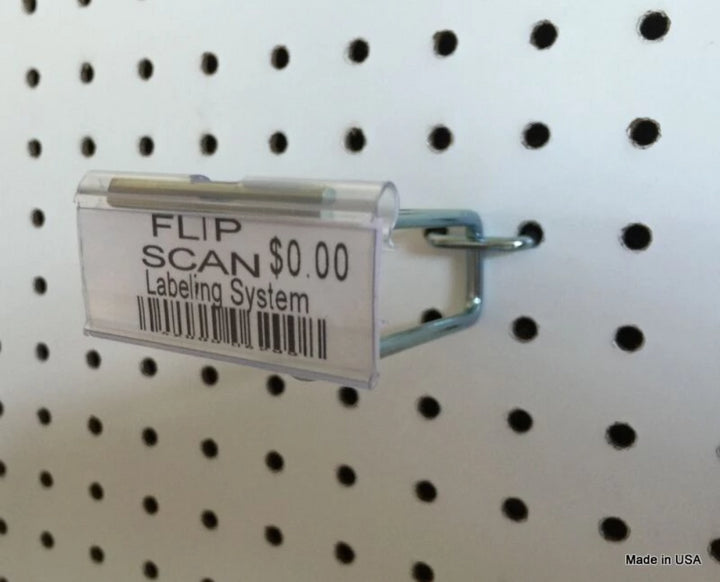 FLIP
SCAN $0.00
Labeling System
Made in USA